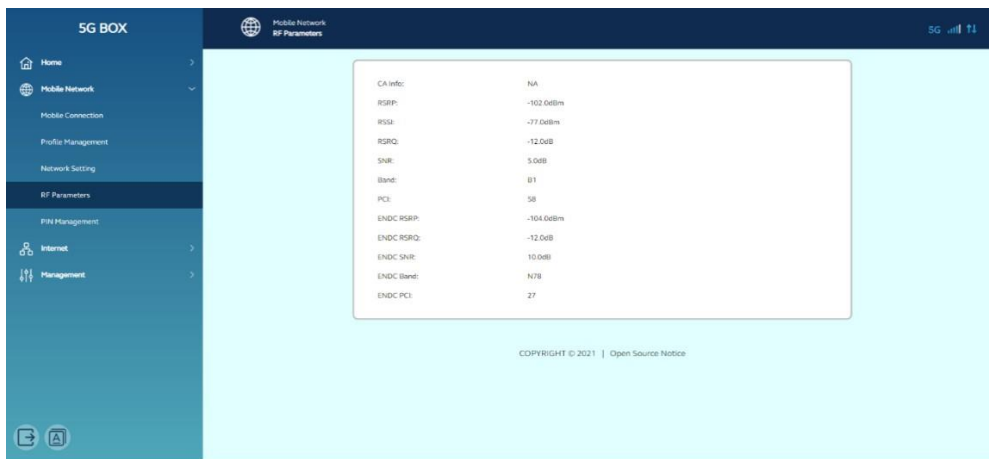 5G BOX
Mobile Network
RF Parameters
5G
Home
Mobile Network
Mobile Connection
Profile Management
Network Setting
RF Parameters
PIN Management
Internet
Management
CA Info: NA
RSRP: -102.0dBm
RSSI: -77.0dBm
RSRQ: -12.0dB
SNR: 5.0dB
Band: B1
PCI: 58
ENDC RSRP: -104.0dBm
ENDC RSRQ: -12.0dB
ENDC SNR: 10.0dB
ENDC Band: N78
ENDC PCI: 27
COPYRIGHT © 2021 | Open Source Notice
A